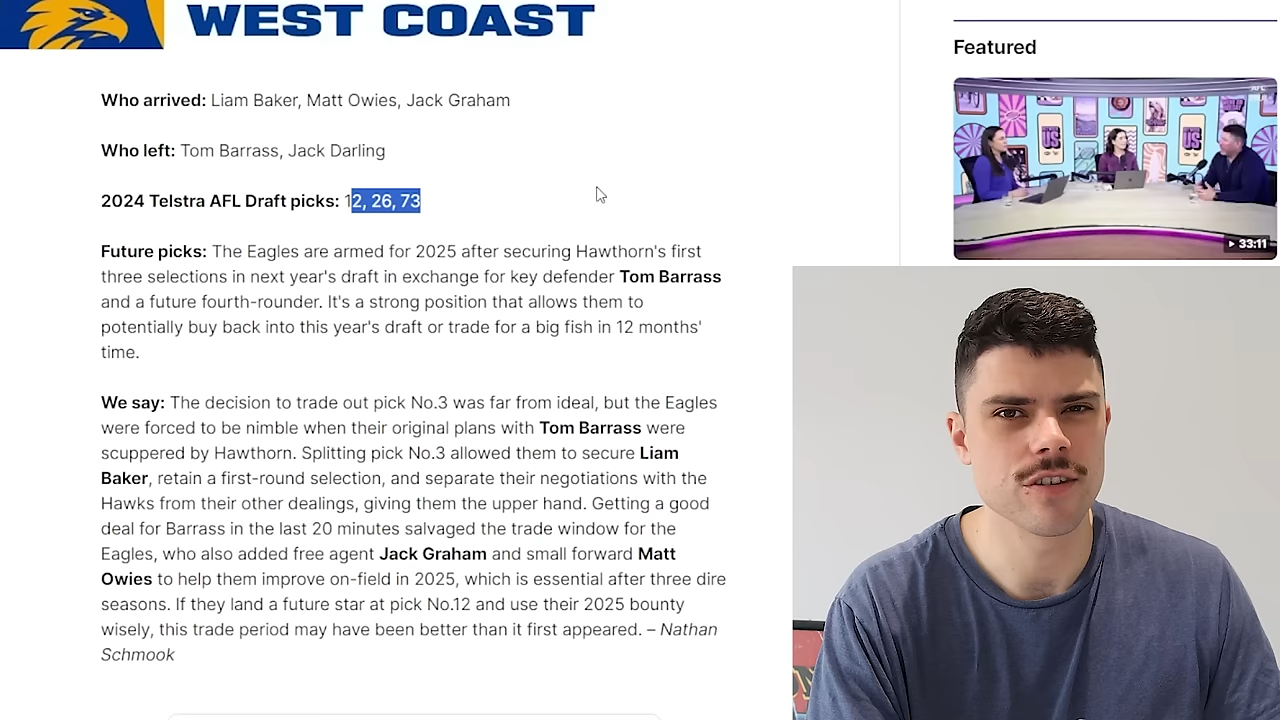 WEST COAST
Who arrived: Liam Baker, Matt Owies, Jack Graham
Who left: Tom Barrass, Jack Darling
2024 Telstra AFL Draft picks: 12, 26, 73
Future picks: The Eagles are armed for 2025 after securing Hawthorn's first
three selections in next year's draft in exchange for key defender Tom Barrass
and a future fourth-rounder. It's a strong position that allows them to
potentially buy back into this year's draft or trade for a big fish in 12 months'
time.
We say: The decision to trade out pick No.3 was far from ideal, but the Eagles
were forced to be nimble when their original plans with Tom Barrass were
scuppered by Hawthorn. Splitting pick No.3 allowed them to secure Liam
Baker, retain a first-round selection, and separate their negotiations with the
Hawks from their other dealings, giving them the upper hand. Getting a good
deal for Barrass in the last 20 minutes salvaged the trade window for the
Eagles, who also added free agent Jack Graham and small forward Matt
Owies to help them improve on-field in 2025, which is essential after three dire
seasons. If they land a future star at pick No.12 and use their 2025 bounty
wisely, this trade period may have been better than it first appeared. – Nathan
Schmook
Featured
AFL
US
US
33:11